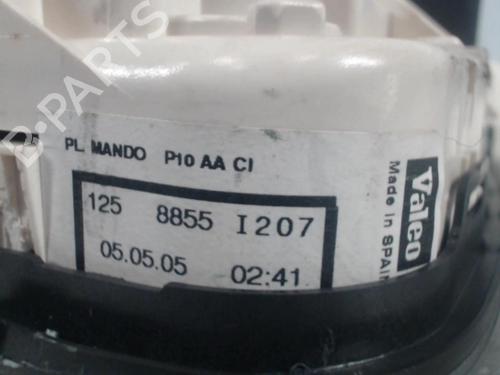 B-PARTS
PL. MANDO P10 AA CI
125 8855 I207
05.05.05 02:41
Valeo
Made in SPAIN